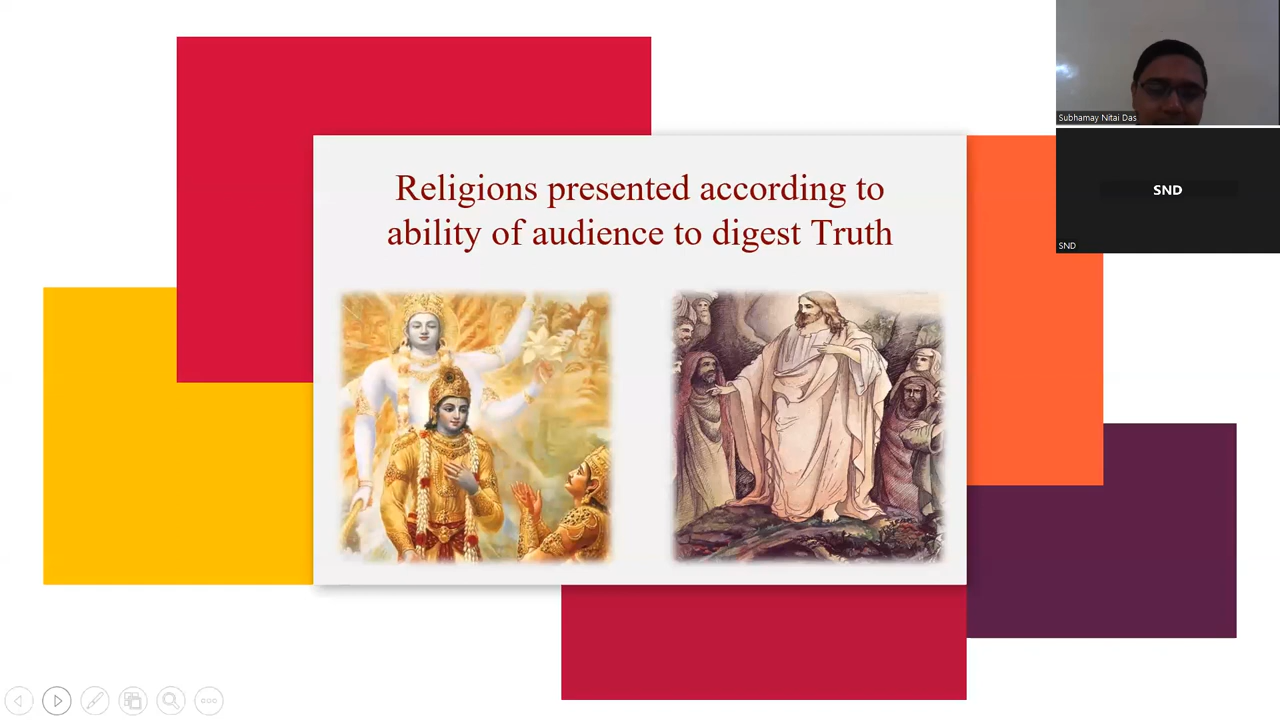 Religions presented according to
ability of audience to digest Truth
Subhamay Nitai Das
SND
SND